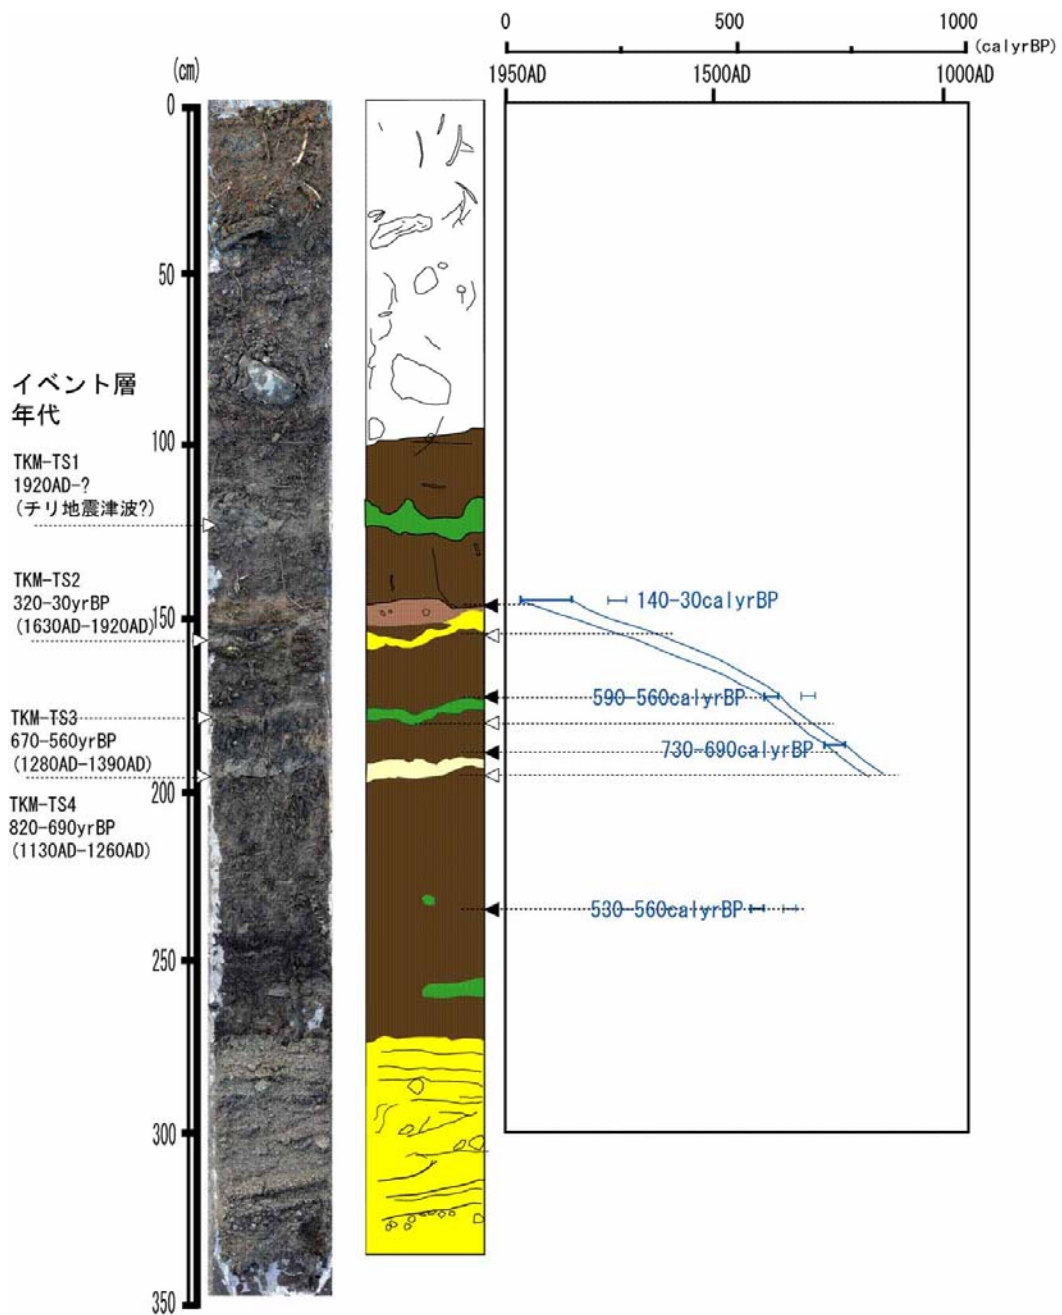 0 500 1000
(calyrBP)
1950AD 1500AD 1000AD
(cm)
0
50
イベント層
年代
100
TKM-TS1
1920AD-?
(チリ地震津波?)
TKM-TS2
320-30yrBP
(1630AD-1920AD)
150
140-30calyrBP
590-560calyrBP
TKM-TS3
670-560yrBP
(1280AD-1390AD)
730-690calyrBP
200
TKM-TS4
820-690yrBP
(1130AD-1260AD)
530-560calyrBP
250
300
350